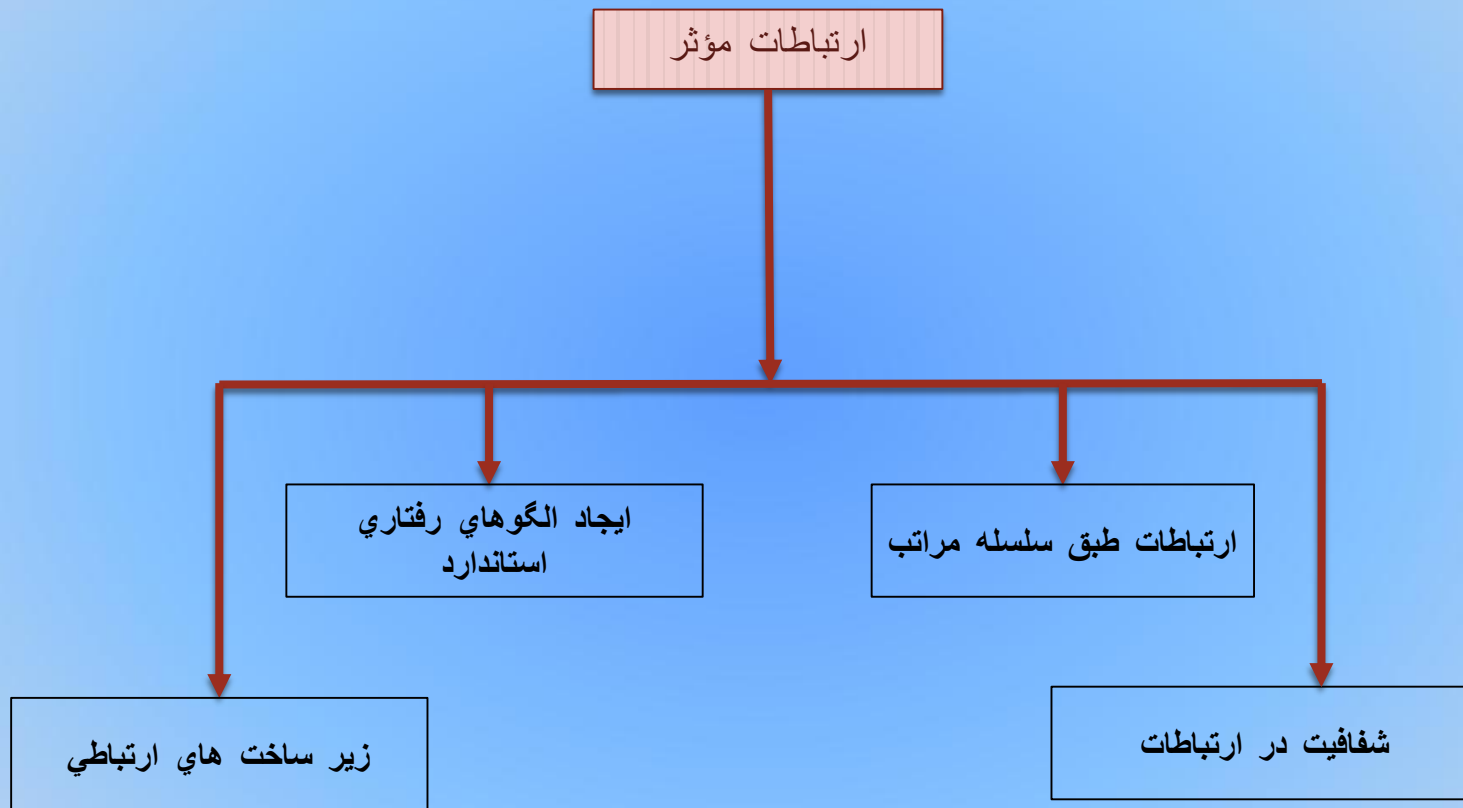 ارتباطات مؤثر
ارتباطات طبق سلسله مراتب
ايجاد الگوهاي رفتاري
استاندارد
شفافيت در ارتباطات
زير ساخت هاي ارتباطي